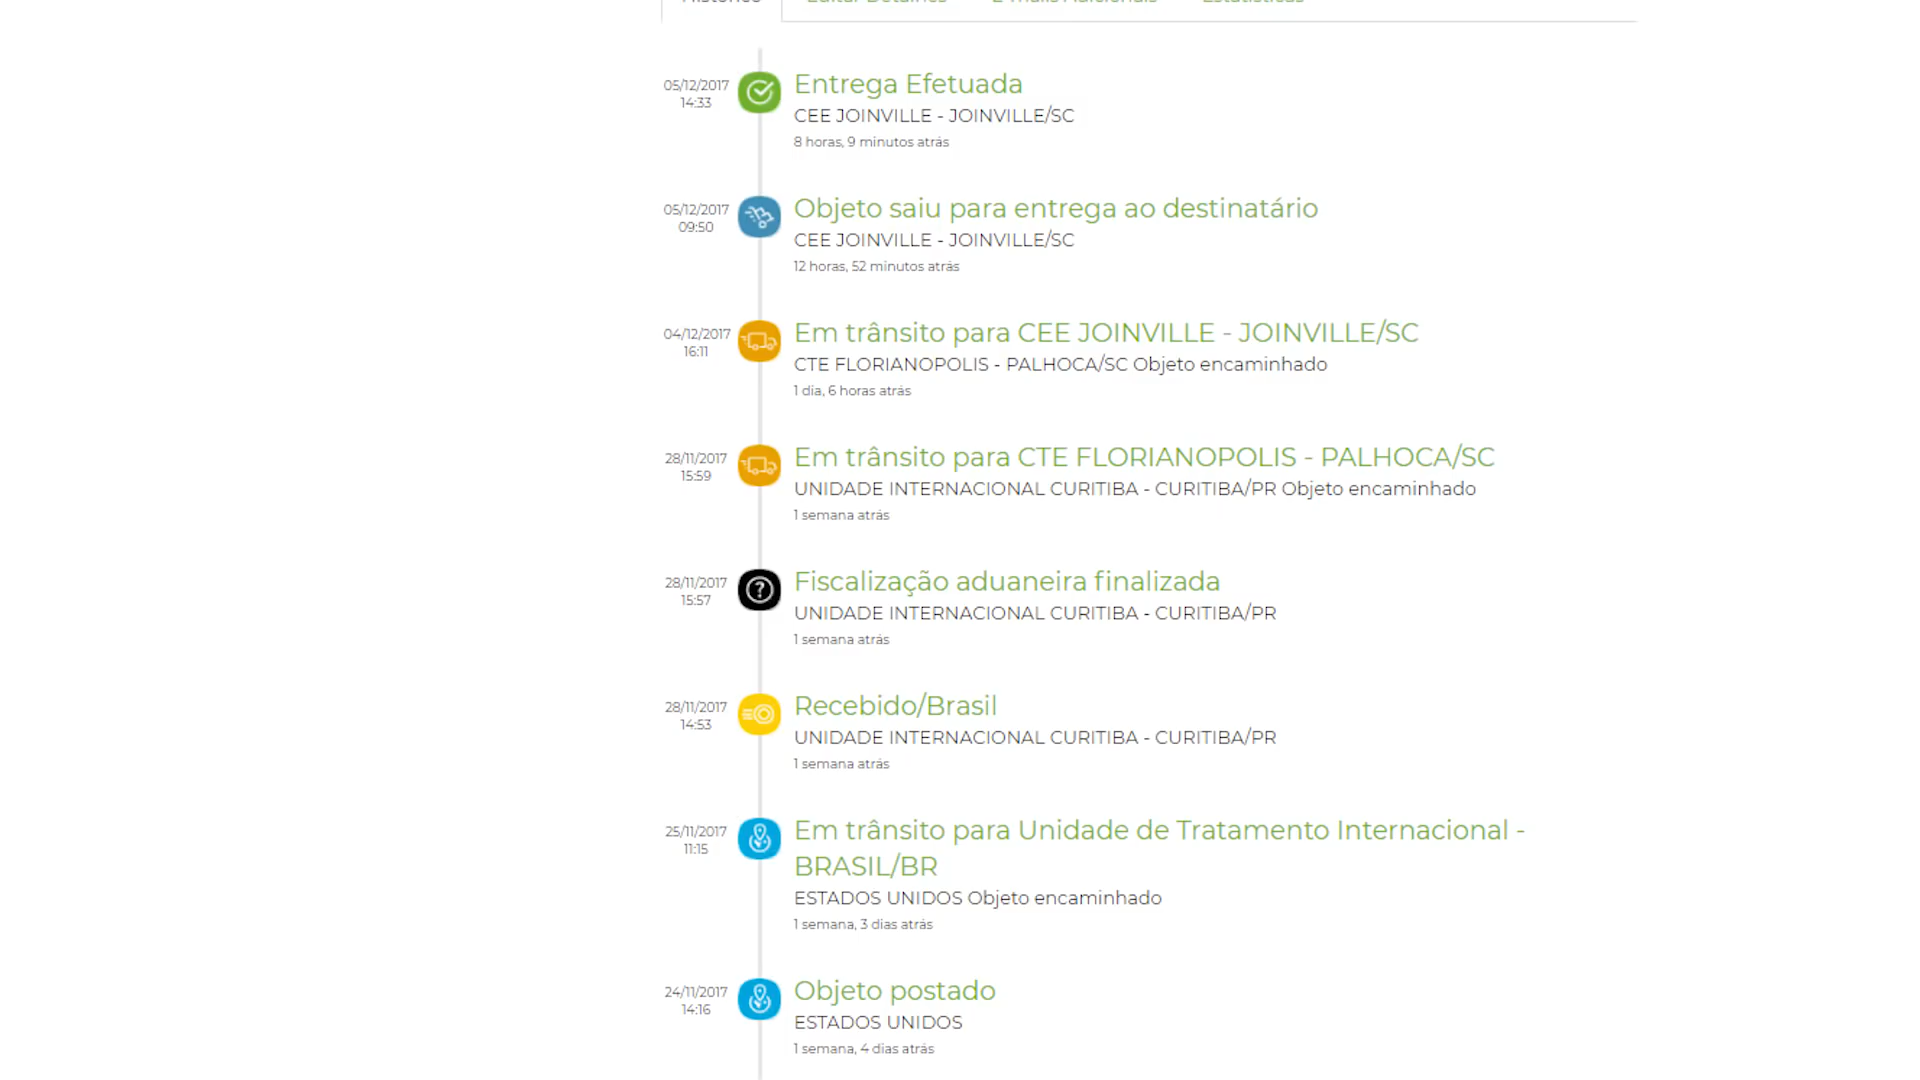 Histórico Editar Detalhes E-mails Adicionais Estatísticas
05/12/2017
14:33
Entrega Efetuada
CEE JOINVILLE - JOINVILLE/SC
8 horas, 9 minutos atrás
05/12/2017
09:50
Objeto saiu para entrega ao destinatário
CEE JOINVILLE - JOINVILLE/SC
12 horas, 52 minutos atrás
04/12/2017
16:11
Em trânsito para CEE JOINVILLE - JOINVILLE/SC
CTE FLORIANOPOLIS - PALHOCA/SC Objeto encaminhado
1 dia, 6 horas atrás
28/11/2017
15:59
Em trânsito para CTE FLORIANOPOLIS - PALHOCA/SC
UNIDADE INTERNACIONAL CURITIBA - CURITIBA/PR Objeto encaminhado
1 semana atrás
28/11/2017
15:57
Fiscalização aduaneira finalizada
UNIDADE INTERNACIONAL CURITIBA - CURITIBA/PR
1 semana atrás
28/11/2017
14:53
Recebido/Brasil
UNIDADE INTERNACIONAL CURITIBA - CURITIBA/PR
1 semana atrás
25/11/2017
11:15
Em trânsito para Unidade de Tratamento Internacional -
BRASIL/BR
ESTADOS UNIDOS Objeto encaminhado
1 semana, 3 dias atrás
24/11/2017
14:16
Objeto postado
ESTADOS UNIDOS
1 semana, 4 dias atrás